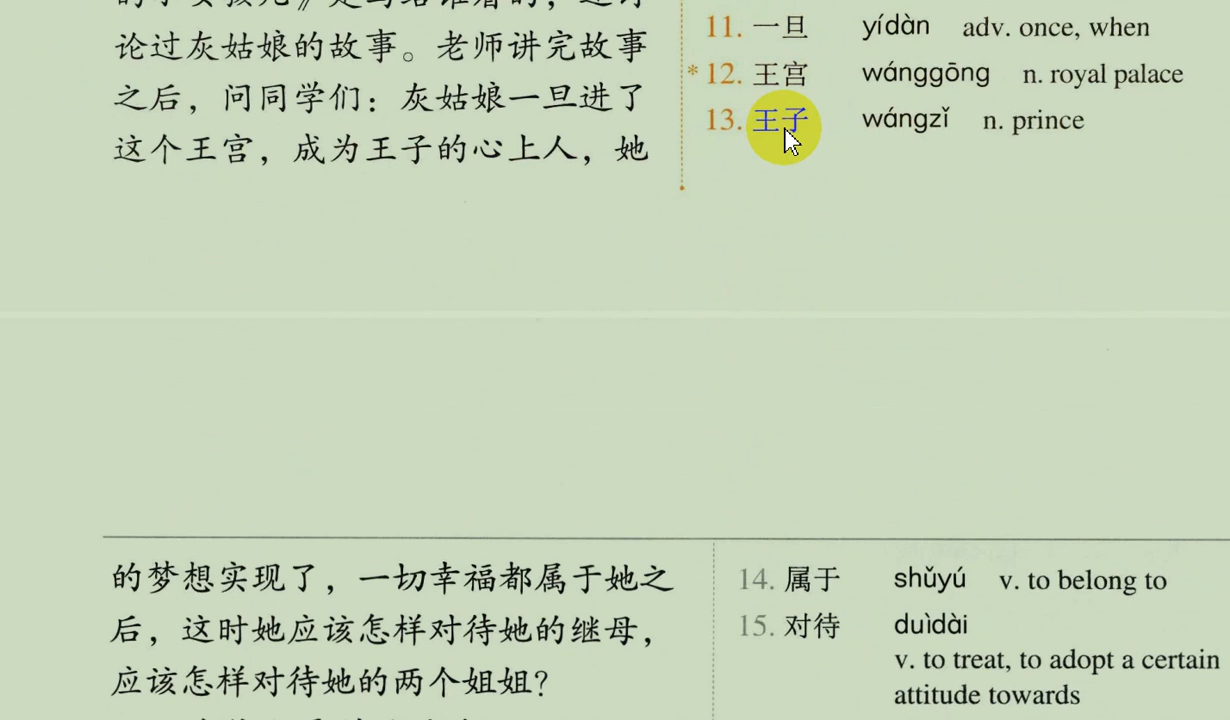 论过灰姑娘的故事。老师讲完故事
之后，问同学们：灰姑娘一旦进了
这个王宫，成为王子的心上人，她
11. 一旦 yídàn adv. once, when
*12. 王宫 wánggōng n. royal palace
13. 王子 wángzǐ n. prince
的梦想实现了，一切幸福都属于她之
后，这时她应该怎样对待她的继母，
应该怎样对待她的两个姐姐？
14. 属于 shǔyú v. to belong to
15. 对待 duìdài
v. to treat, to adopt a certain
attitude towards